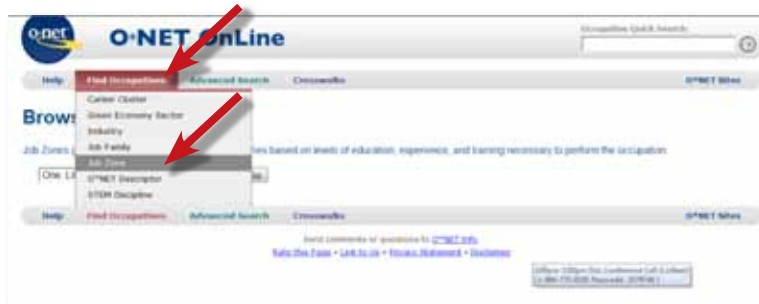 o·net O*NET OnLine
Occupation Quick Search:
Help Find Occupations Advanced Search Crosswalks O*NET Sites
Career Cluster
Green Economy Sector
Brows
Industry
Job Family
Job Zones based on levels of education, experience, and training necessary to perform the occupation.
Job Zone
O*NET Descriptor
STEM Discipline
Help Find Occupations Advanced Search Crosswalks O*NET Sites
Send comments or questions to O*NET Info.
Rate this Page • Link to Us • Privacy Statement • Disclaimer